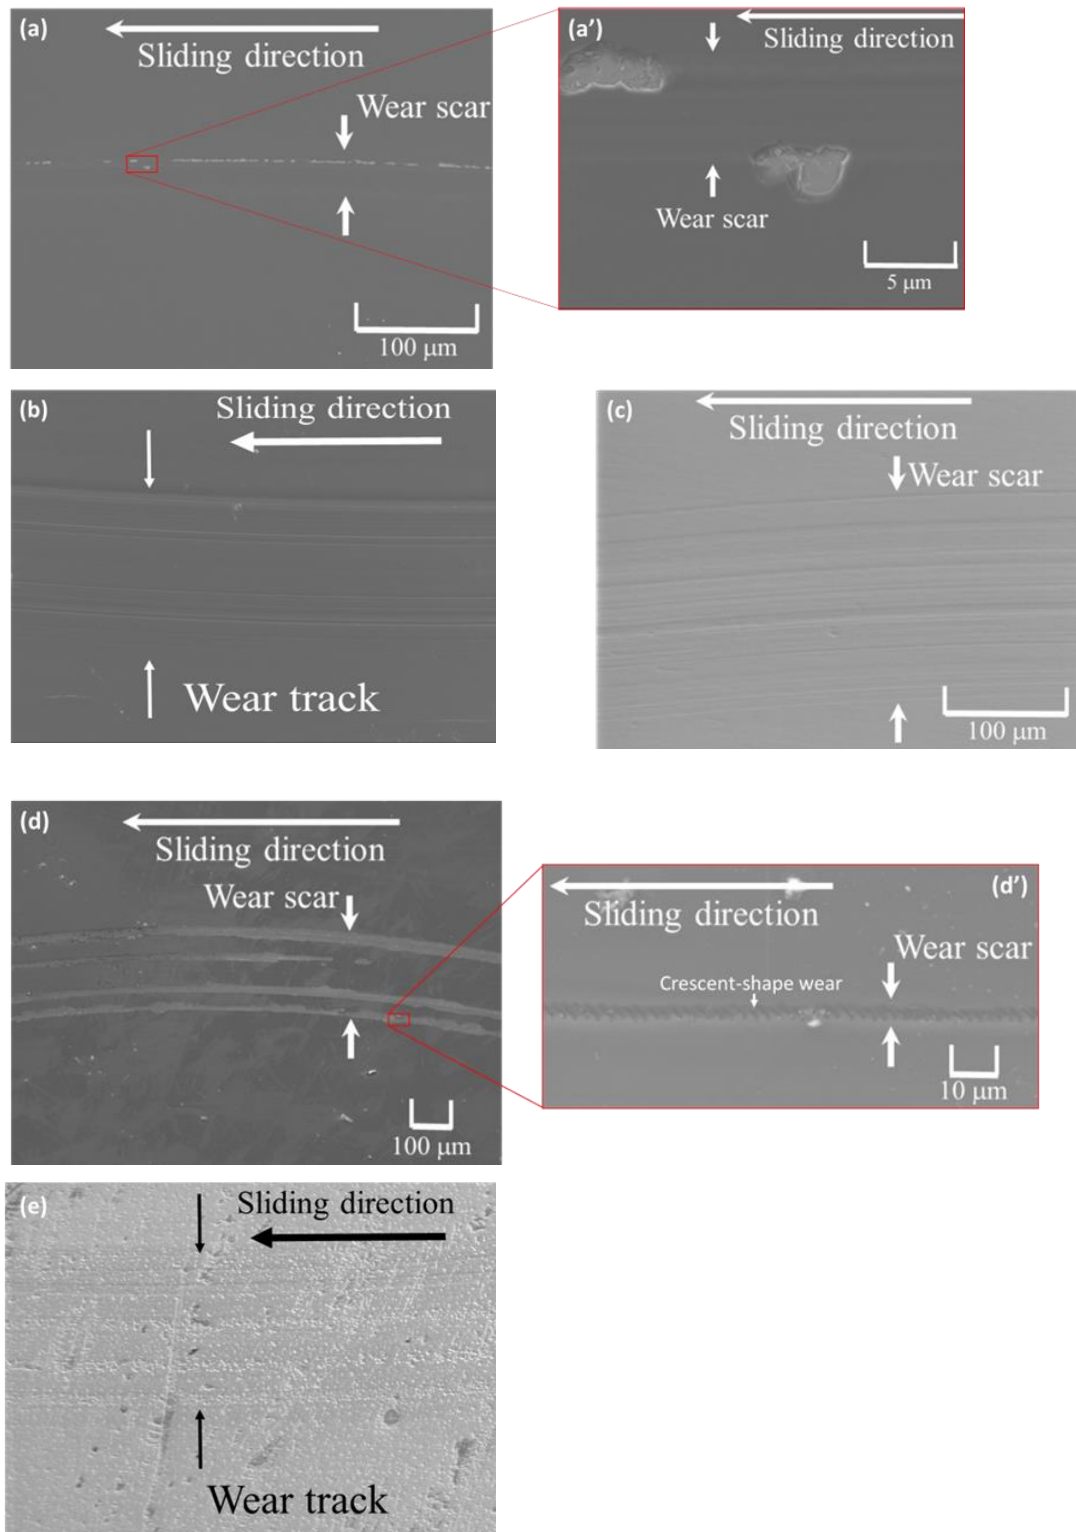 (a)
Sliding direction
Wear scar
100 μm
(a')
Sliding direction
Wear scar
5 μm
(b)
Sliding direction
Wear track
(c)
Sliding direction
Wear scar
100 μm
(d)
Sliding direction
Wear scar
100 μm
(d')
Sliding direction
Wear scar
Crescent-shape wear
10 μm
(e)
Sliding direction
Wear track